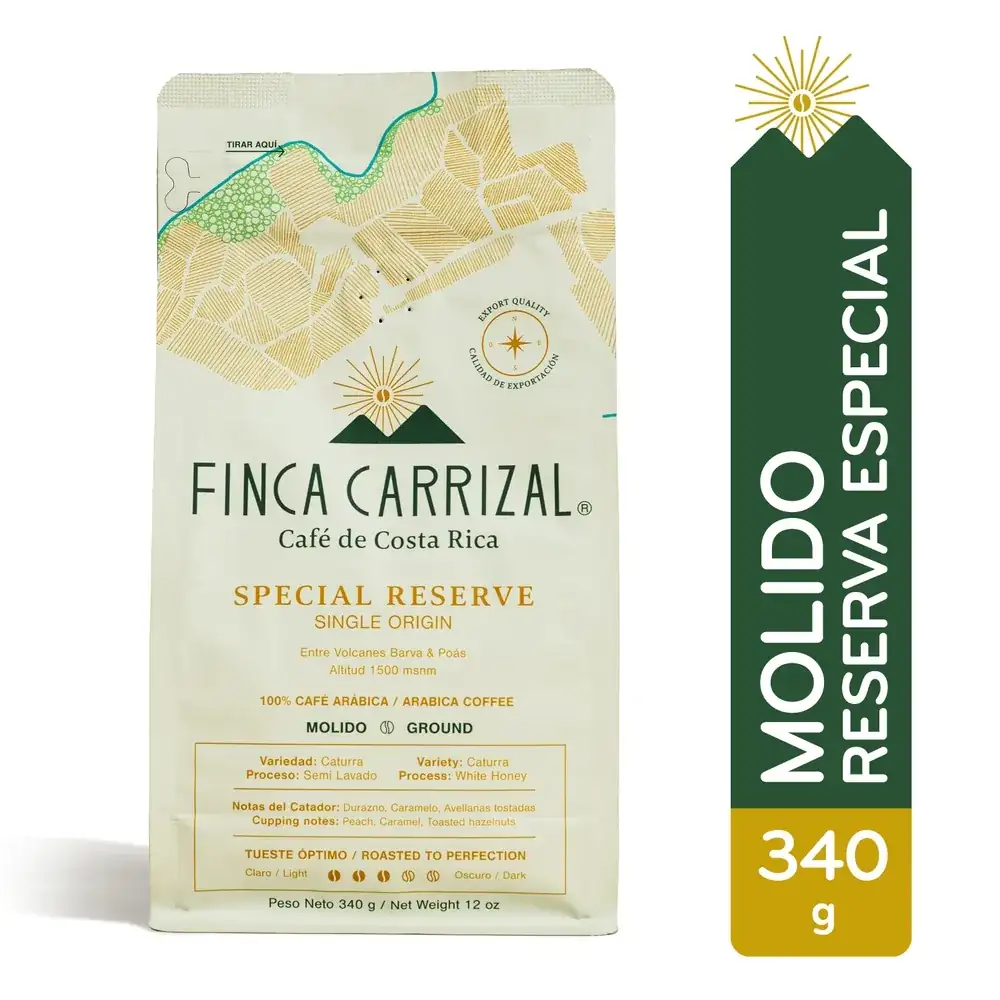 TIRAR AQUÍ
EXPORT QUALITY
N
O E
S
CALIDAD DE EXPORTACIÓN
FINCA CARRIZAL®
Café de Costa Rica
SPECIAL RESERVE
SINGLE ORIGIN
Entre Volcanes Barva & Poás
Altitud 1500 msnm
100% CAFÉ ARÁBICA / ARABICA COFFEE
MOLIDO GROUND
Variedad: Caturra Variety: Caturra
Proceso: Semi Lavado Process: White Honey
Notas del Catador: Durazno, Caramelo, Avellanas tostadas
Cupping notes: Peach, Caramel, Toasted hazelnuts
TUESTE ÓPTIMO / ROASTED TO PERFECTION
Claro / Light Oscuro / Dark
Peso Neto 340 g / Net Weight 12 oz
MOLIDO
RESERVA ESPECIAL
340
g